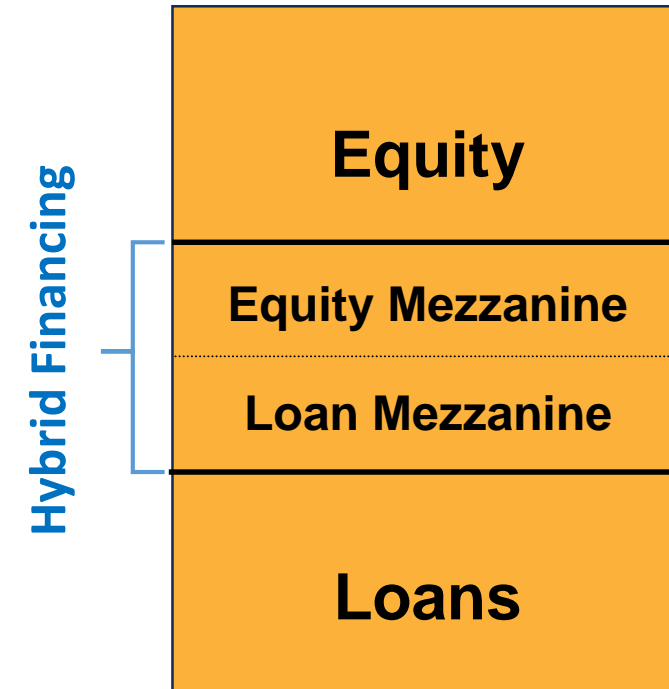 Equity
Hybrid Financing
Equity Mezzanine
Loan Mezzanine
Loans